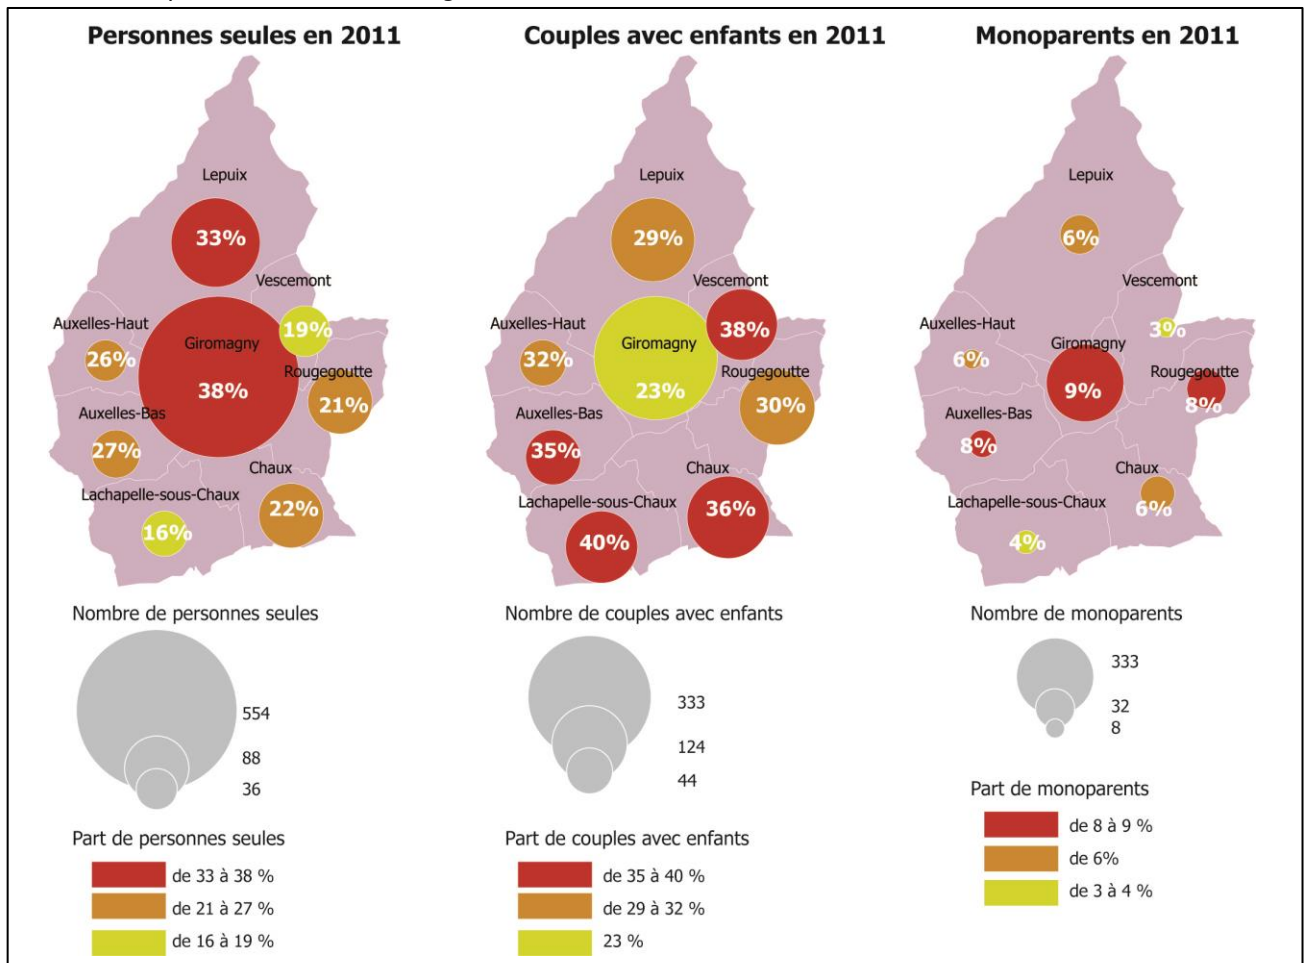 Personnes seules en 2011
Lepuix
33%
Vescemont
19%
Auxelles-Haut
26%
Giromagny
38%
Rougegoutte
21%
Auxelles-Bas
27%
Chaux
22%
Lachapelle-sous-Chaux
16%
Nombre de personnes seules
554
88
36
Part de personnes seules
de 33 à 38 %
de 21 à 27 %
de 16 à 19 %
Couples avec enfants en 2011
Lepuix
29%
Vescemont
38%
Auxelles-Haut
32%
Giromagny
23%
Rougegoutte
30%
Auxelles-Bas
35%
Chaux
36%
Lachapelle-sous-Chaux
40%
Nombre de couples avec enfants
333
124
44
Part de couples avec enfants
de 35 à 40 %
de 29 à 32 %
23 %
Monoparents en 2011
Lepuix
6%
Vescemont
3%
Auxelles-Haut
6%
Giromagny
9%
Rougegoutte
8%
Auxelles-Bas
8%
Chaux
6%
Lachapelle-sous-Chaux
4%
Nombre de monoparents
333
32
8
Part de monoparents
de 8 à 9 %
de 6%
de 3 à 4 %